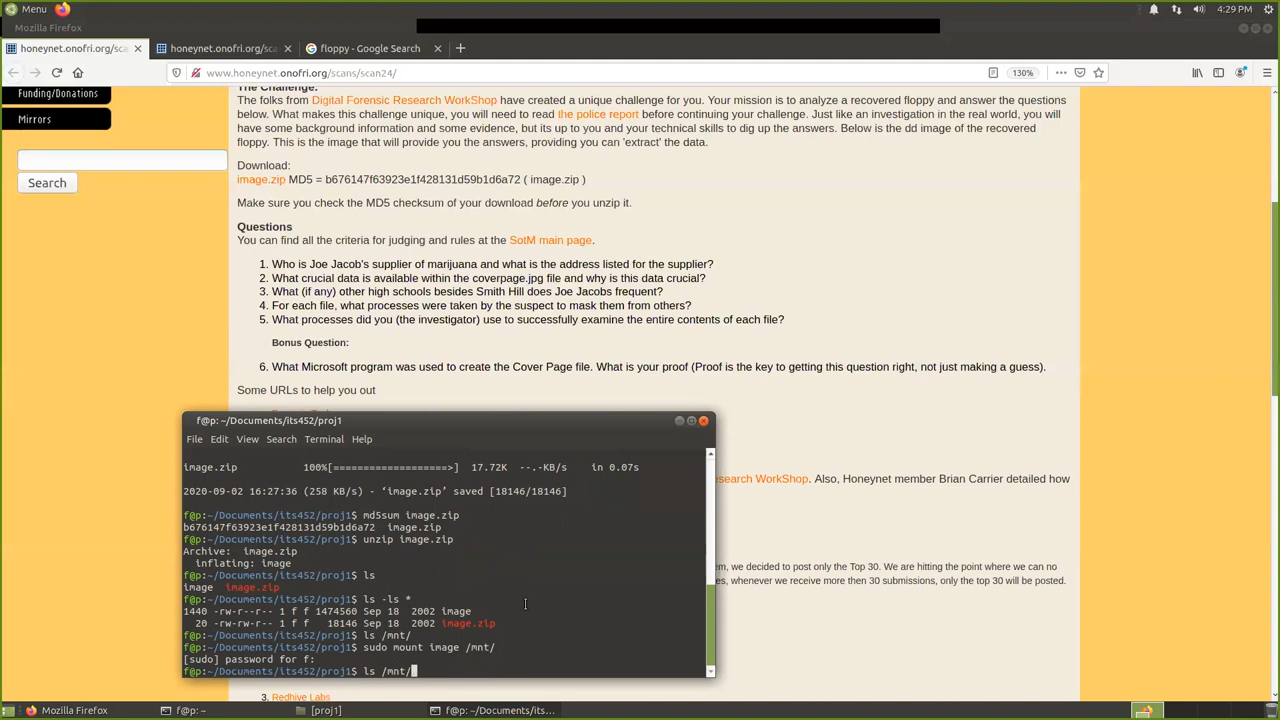 Menu
4:29 PM
Mozilla Firefox
honeynet.onofri.org/sca
honeynet.onofri.org/sca
floppy - Google Search
www.honeynet.onofri.org/scans/scan24/
130%
Funding/Donations
Mirrors
Search
The Challenge:
The folks from Digital Forensic Research WorkShop have created a unique challenge for you. Your mission is to analyze a recovered floppy and answer the questions
below. What makes this challenge unique, you will need to read the police report before continuing your challenge. Just like an investigation in the real world, you will
have some background information and some evidence, but its up to you and your technical skills to dig up the answers. Below is the dd image of the recovered
floppy. This is the image that will provide you the answers, providing you can 'extract' the data.
Download:
image.zip MD5 = b676147f63923e1f428131d59b1d6a72 ( image.zip )
Make sure you check the MD5 checksum of your download before you unzip it.
Questions
You can find all the criteria for judging and rules at the SotM main page.
1. Who is Joe Jacob's supplier of marijuana and what is the address listed for the supplier?
2. What crucial data is available within the coverpage.jpg file and why is this data crucial?
3. What (if any) other high schools besides Smith Hill does Joe Jacobs frequent?
4. For each file, what processes were taken by the suspect to mask them from others?
5. What processes did you (the investigator) use to successfully examine the entire contents of each file?
Bonus Question:
6. What Microsoft program was used to create the Cover Page file. What is your proof (Proof is the key to getting this question right, not just making a guess).
Some URLs to help you out
esearch WorkShop. Also, Honeynet member Brian Carrier detailed how
em, we decided to post only the Top 30. We are hitting the point where we can no
es, whenever we receive more then 30 submissions, only the top 30 will be posted.
3. Redhive Labs
f@p: ~/Documents/its452/proj1
File Edit View Search Terminal Help
image.zip 100%[===================>] 17.72K --.-KB/s in 0.07s
2020-09-02 16:27:36 (258 KB/s) - ‘image.zip’ saved [18146/18146]
f@p:~/Documents/its452/proj1$ md5sum image.zip
b676147f63923e1f428131d59b1d6a72  image.zip
f@p:~/Documents/its452/proj1$ unzip image.zip
Archive:  image.zip
  inflating: image
f@p:~/Documents/its452/proj1$ ls
image  image.zip
f@p:~/Documents/its452/proj1$ ls -ls *
1440 -rw-r--r-- 1 f f 1474560 Sep 18  2002 image
  20 -rw-rw-r-- 1 f f   18146 Sep 18  2002 image.zip
f@p:~/Documents/its452/proj1$ ls /mnt/
f@p:~/Documents/its452/proj1$ sudo mount image /mnt/
[sudo] password for f:
f@p:~/Documents/its452/proj1$ ls /mnt/
Mozilla Firefox
f@p: ~
[proj1]
f@p: ~/Documents/its...